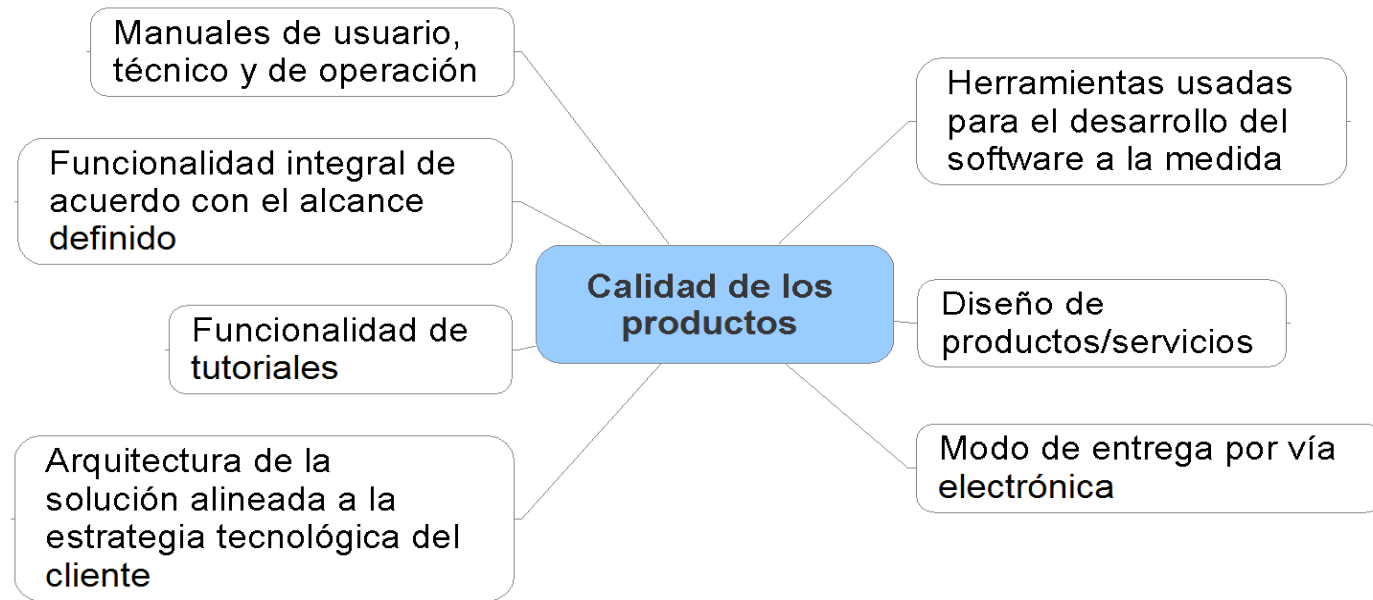 Manuales de usuario,
técnico y de operación
Funcionalidad integral de
acuerdo con el alcance
definido
Funcionalidad de
tutoriales
Arquitectura de la
solución alineada a la
estrategia tecnológica del
cliente
Calidad de los
productos
Herramientas usadas
para el desarrollo del
software a la medida
Diseño de
productos/servicios
Modo de entrega por vía
electrónica